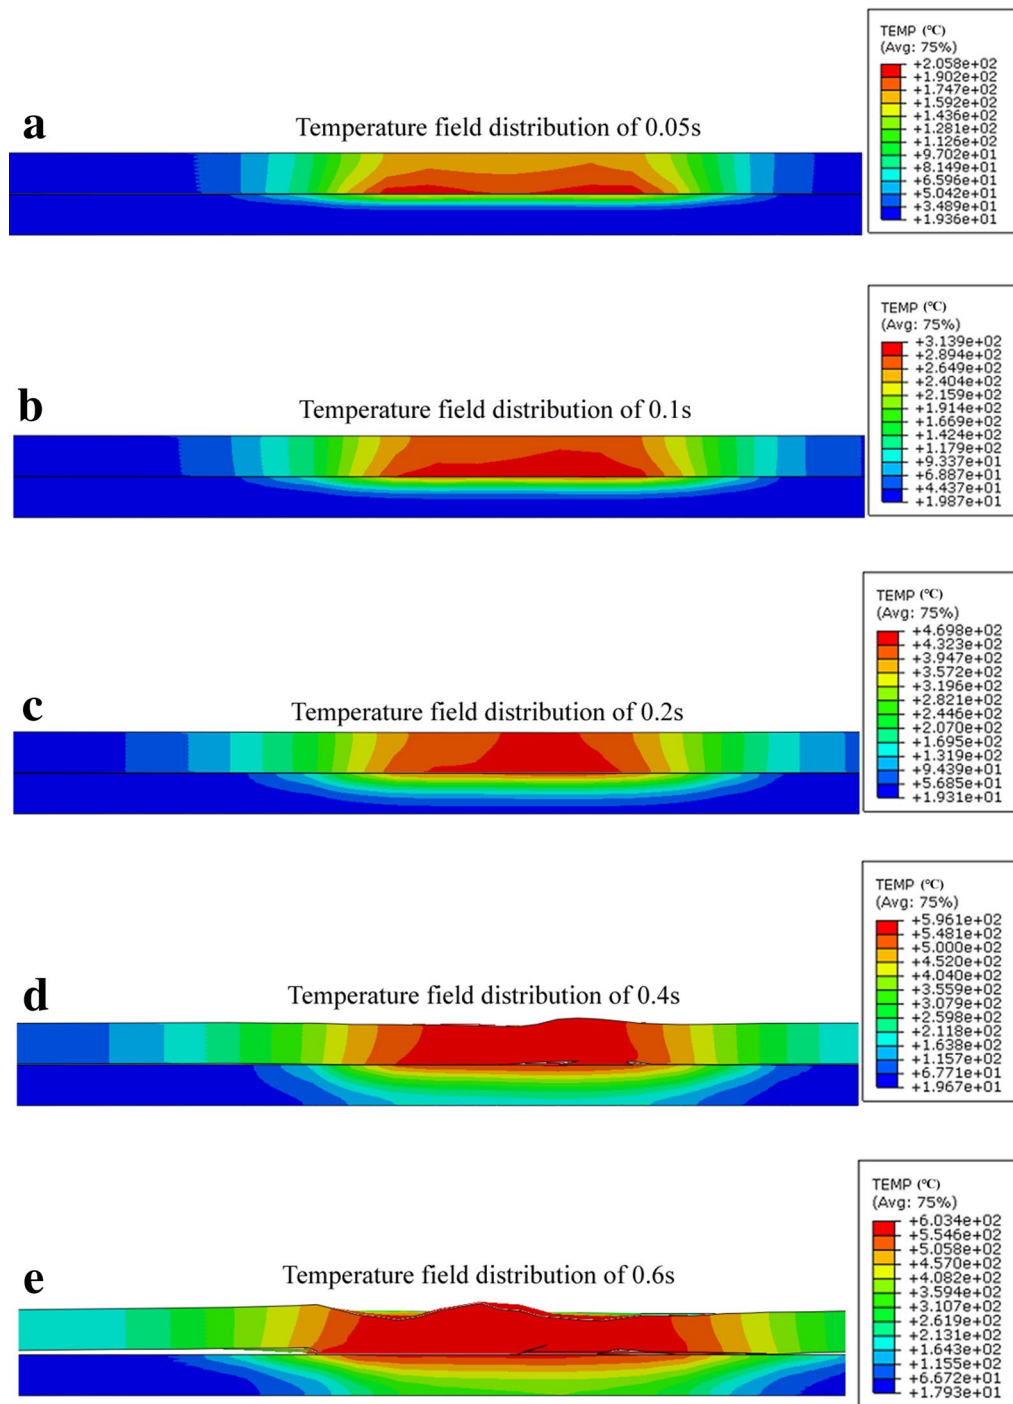 TEMP (°C)
(Avg: 75%)
+2.058e+02
+1.902e+02
+1.747e+02
+1.592e+02
+1.436e+02
+1.281e+02
+1.126e+02
+9.702e+01
+8.149e+01
+6.596e+01
+5.042e+01
+3.489e+01
+1.936e+01
a
Temperature field distribution of 0.05s
TEMP (°C)
(Avg: 75%)
+3.139e+02
+2.894e+02
+2.649e+02
+2.404e+02
+2.159e+02
+1.914e+02
+1.669e+02
+1.424e+02
+1.179e+02
+9.337e+01
+6.887e+01
+4.437e+01
+1.987e+01
b
Temperature field distribution of 0.1s
TEMP (°C)
(Avg: 75%)
+4.698e+02
+4.323e+02
+3.947e+02
+3.572e+02
+3.196e+02
+2.821e+02
+2.446e+02
+2.070e+02
+1.695e+02
+1.319e+02
+9.439e+01
+5.685e+01
+1.931e+01
c
Temperature field distribution of 0.2s
TEMP (°C)
(Avg: 75%)
+5.961e+02
+5.481e+02
+5.000e+02
+4.520e+02
+4.040e+02
+3.559e+02
+3.079e+02
+2.598e+02
+2.118e+02
+1.638e+02
+1.157e+02
+6.771e+01
+1.967e+01
d
Temperature field distribution of 0.4s
TEMP (°C)
(Avg: 75%)
+6.034e+02
+5.546e+02
+5.058e+02
+4.570e+02
+4.082e+02
+3.594e+02
+3.107e+02
+2.619e+02
+2.131e+02
+1.643e+02
+1.155e+02
+6.672e+01
+1.793e+01
e
Temperature field distribution of 0.6s